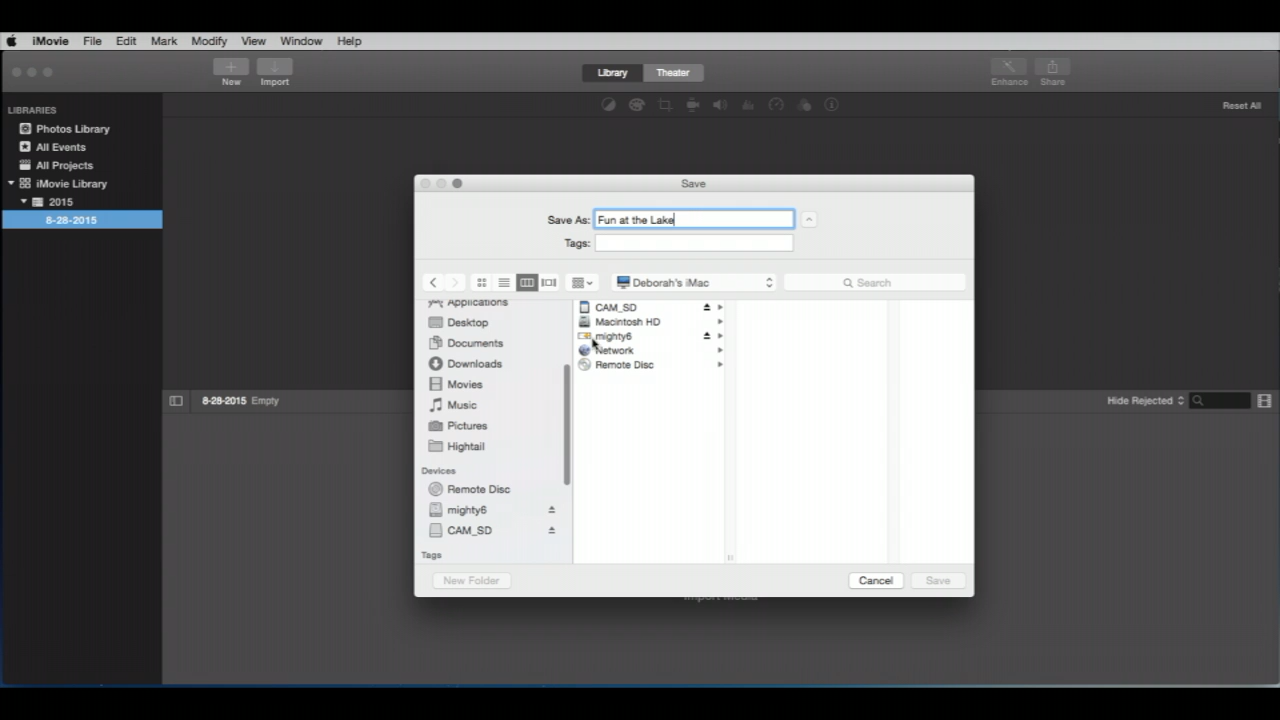 iMovie File Edit Mark Modify View Window Help
New Import Library Theater Enhance Share
LIBRARIES
Reset All
Photos Library
All Events
All Projects
iMovie Library
2015
8-28-2015
Save
Save As: Fun at the Lake
Tags:
Deborah's iMac Search
Applications
Desktop
Documents
Downloads
Movies
Music
Pictures
Hightail
Devices
Remote Disc
mighty6
CAM_SD
Tags
CAM_SD
Macintosh HD
mighty6
Network
Remote Disc
New Folder Cancel Save
8-28-2015 Empty Hide Rejected
Import Media